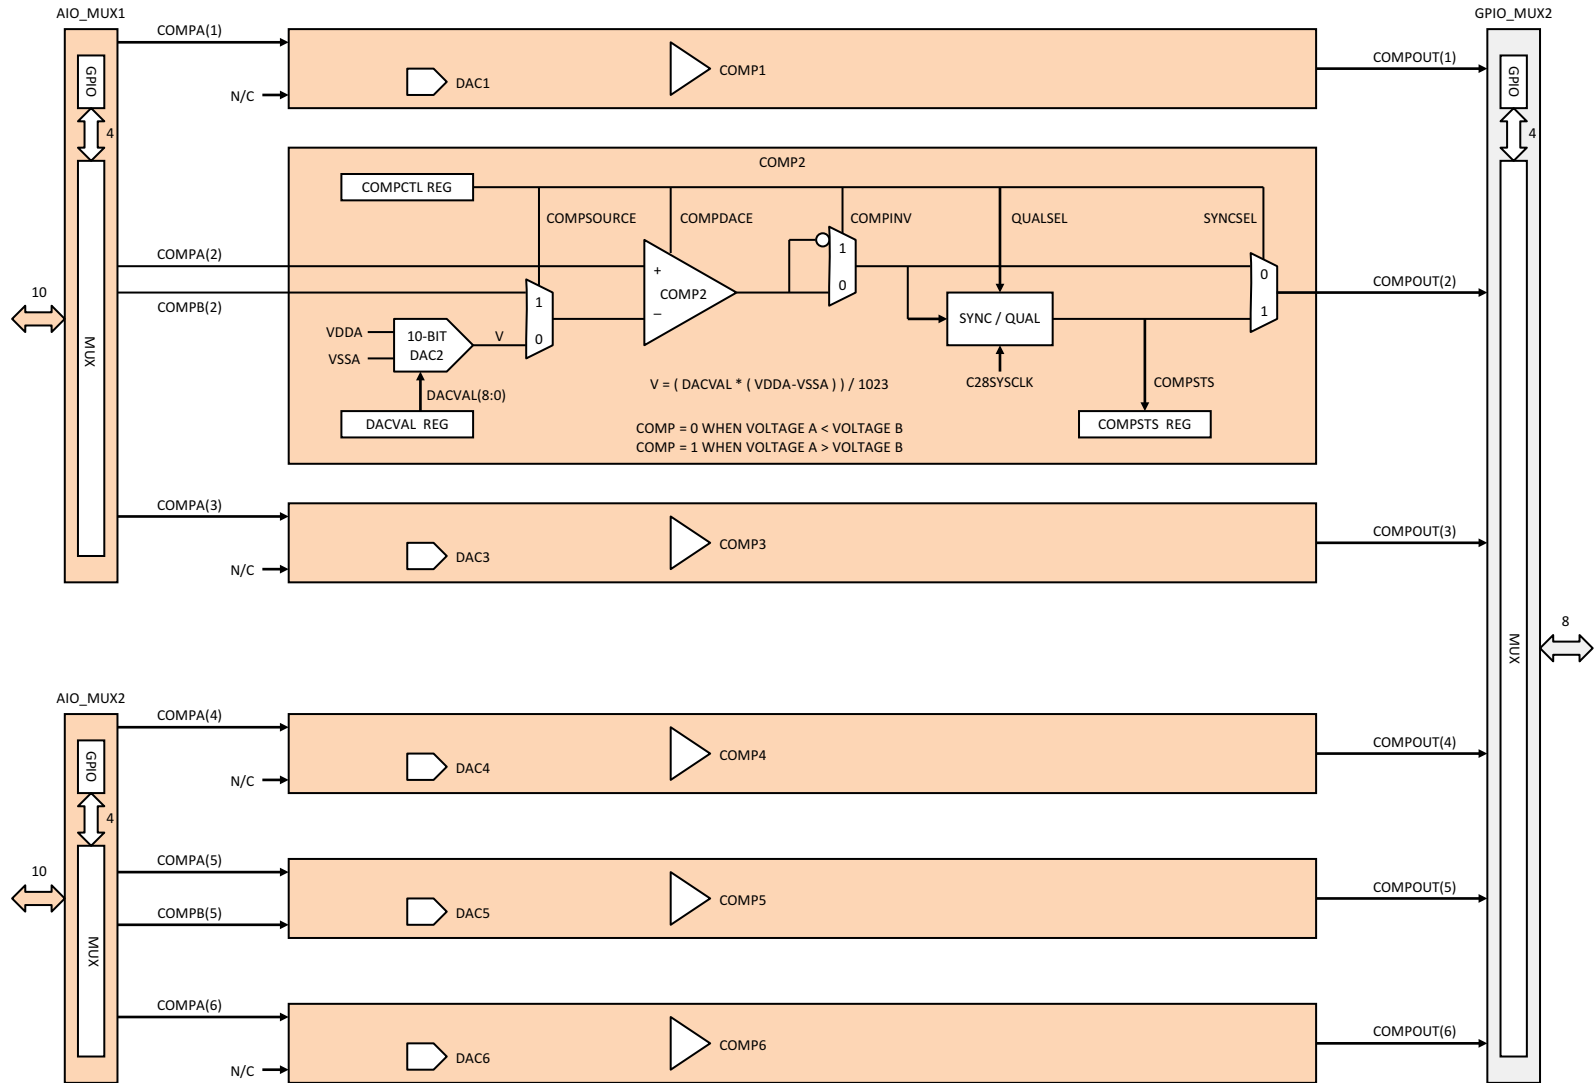 AIO_MUX1
GPIO_MUX2
COMPA(1)
GPIO
4
N/C
DAC1
COMP1
COMPOUT(1)
GPIO
4
COMP2
COMPCTL REG
COMPSOURCE
COMPDACE
COMPINV
QUALSEL
SYNCSEL
COMPA(2)
COMPB(2)
10
MUX
VDDA
VSSA
10-BIT
DAC2
V
1
0
+
COMP2
–
1
0
SYNC / QUAL
0
1
COMPOUT(2)
DACVAL(8:0)
DACVAL REG
V = ( DACVAL * ( VDDA-VSSA ) ) / 1023
C28SYSCLK
COMPSTS
COMPSTS REG
COMP = 0 WHEN VOLTAGE A < VOLTAGE B
COMP = 1 WHEN VOLTAGE A > VOLTAGE B
COMPA(3)
N/C
DAC3
COMP3
COMPOUT(3)
MUX
8
AIO_MUX2
COMPA(4)
GPIO
4
N/C
DAC4
COMP4
COMPOUT(4)
10
MUX
COMPA(5)
COMPB(5)
DAC5
COMP5
COMPOUT(5)
COMPA(6)
N/C
DAC6
COMP6
COMPOUT(6)